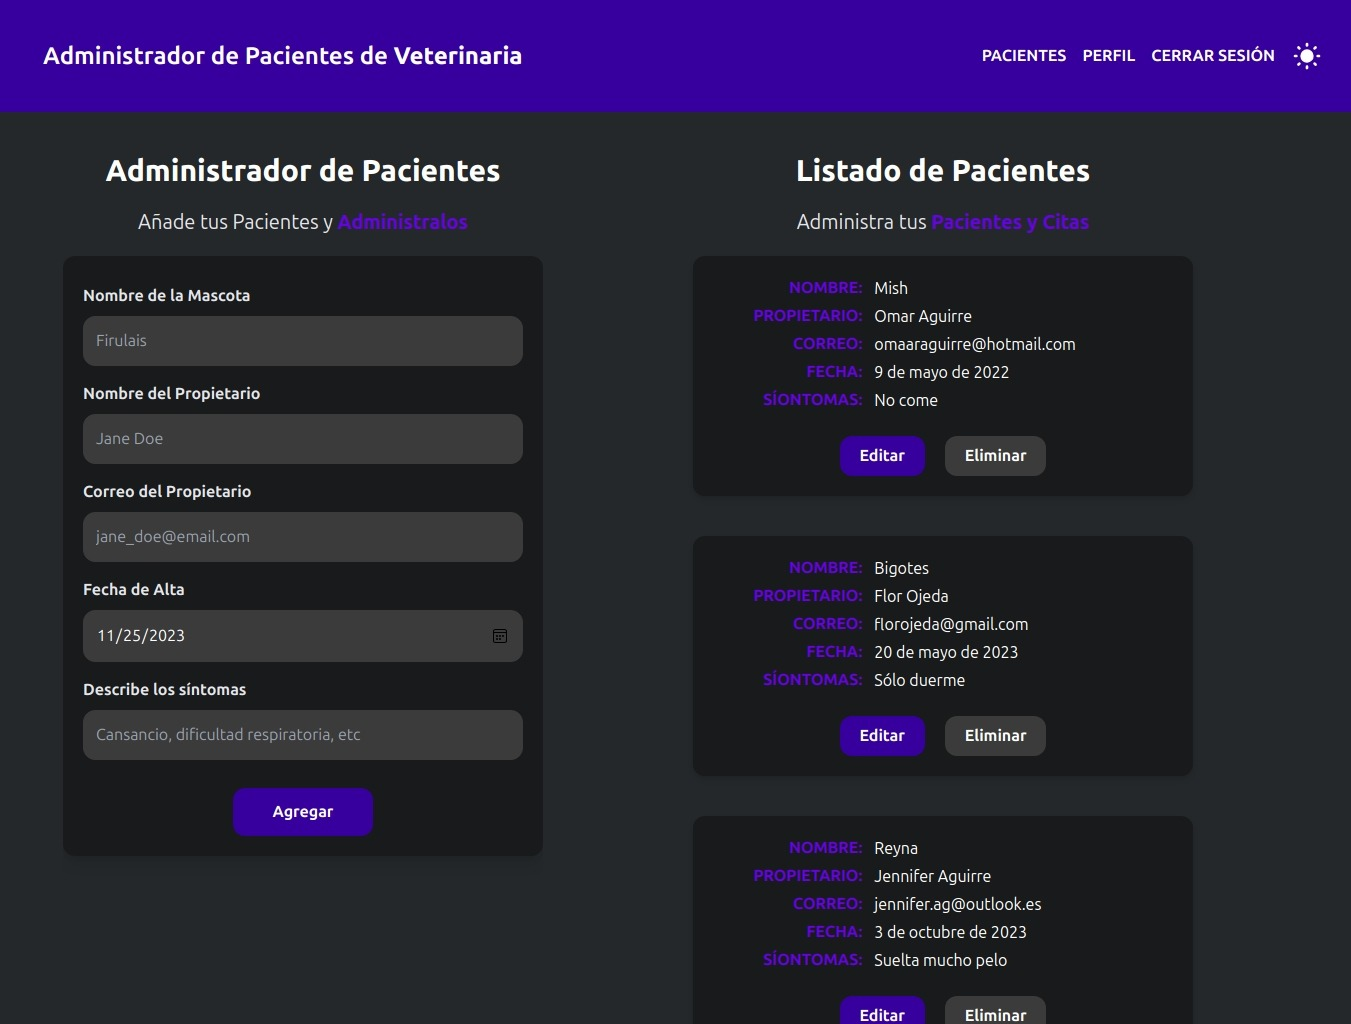 Administrador de Pacientes de Veterinaria
PACIENTES PERFIL CERRAR SESIÓN
Administrador de Pacientes
Añade tus Pacientes y Administralos
Nombre de la Mascota
Firulais
Nombre del Propietario
Jane Doe
Correo del Propietario
jane_doe@email.com
Fecha de Alta
11/25/2023
Describe los síntomas
Cansancio, dificultad respiratoria, etc
Agregar
Listado de Pacientes
Administra tus Pacientes y Citas
NOMBRE: Mish
PROPIETARIO: Omar Aguirre
CORREO: omaaraguirre@hotmail.com
FECHA: 9 de mayo de 2022
SÍONTOMAS: No come
Editar Eliminar
NOMBRE: Bigotes
PROPIETARIO: Flor Ojeda
CORREO: florojeda@gmail.com
FECHA: 20 de mayo de 2023
SÍONTOMAS: Sólo duerme
Editar Eliminar
NOMBRE: Reyna
PROPIETARIO: Jennifer Aguirre
CORREO: jennifer.ag@outlook.es
FECHA: 3 de octubre de 2023
SÍONTOMAS: Suelta mucho pelo
Editar Eliminar